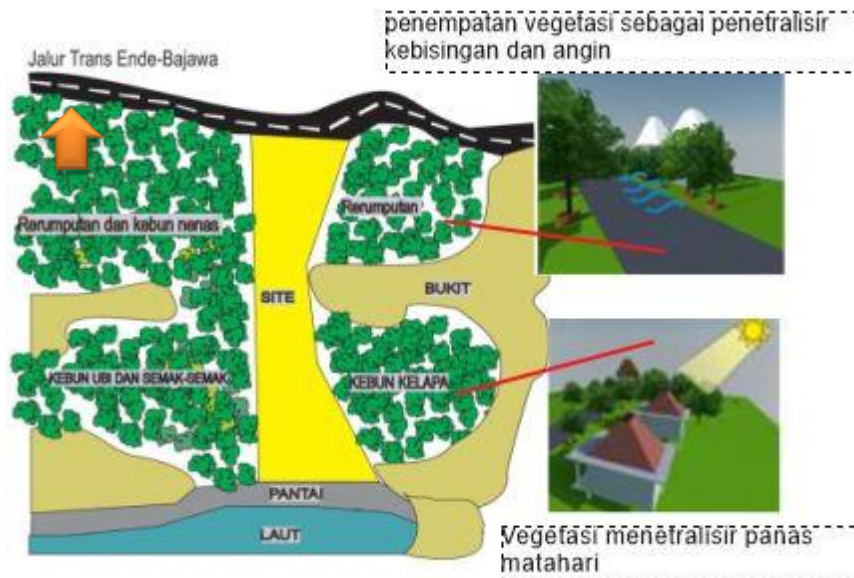 penempatan vegetasi sebagai penetralisir
kebisingan dan angin
Jalur Trans Ende-Bajawa
Rerumputan dan kebun nenas
Rerumputan
SITE
BUKIT
KEBUN UBI DAN SEMAK-SEMAK
KEBUN KELAPA
PANTAI
LAUT
Vegetasi menetralisir panas
matahari